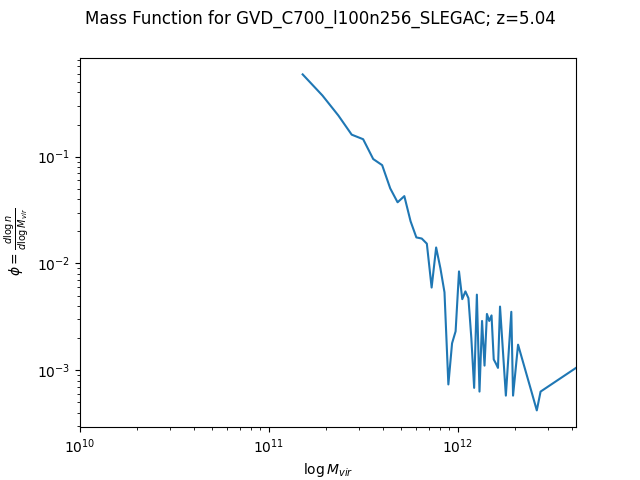 Mass Function for GVD_C700_l100n256_SLEGAC; z=5.04
10⁻¹
10⁻²
10⁻³
ϕ = d log n / d log M_vir
10¹⁰
10¹¹
10¹²
log M_vir